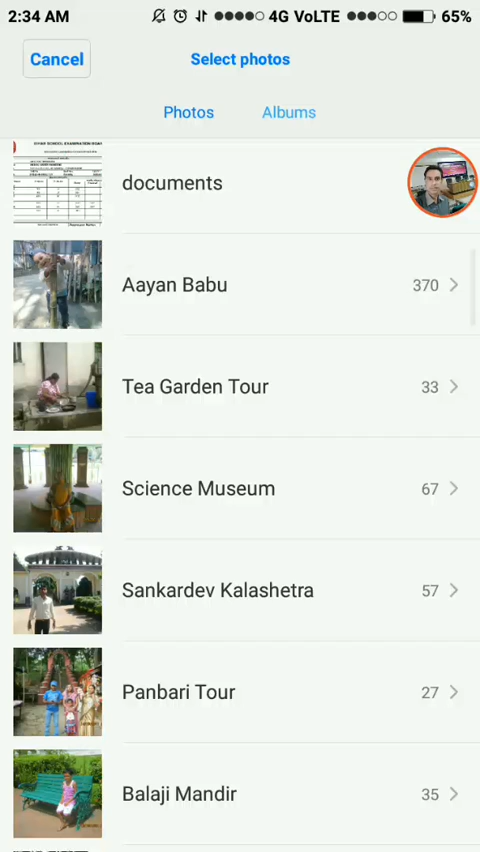 2:34 AM 4G VoLTE 65%
Cancel Select photos
Photos Albums
documents
Aayan Babu 370
Tea Garden Tour 33
Science Museum 67
Sankardev Kalashetra 57
Panbari Tour 27
Balaji Mandir 35